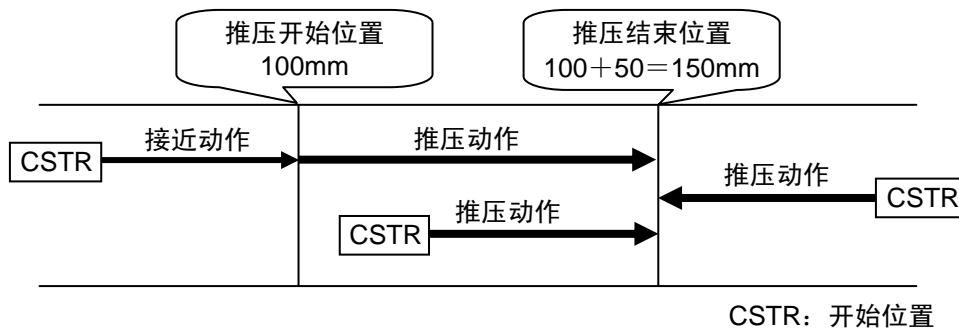 推压开始位置
100mm
推压结束位置
100＋50＝150mm
接近动作
推压动作
CSTR
推压动作
CSTR
推压动作
CSTR
CSTR：开始位置